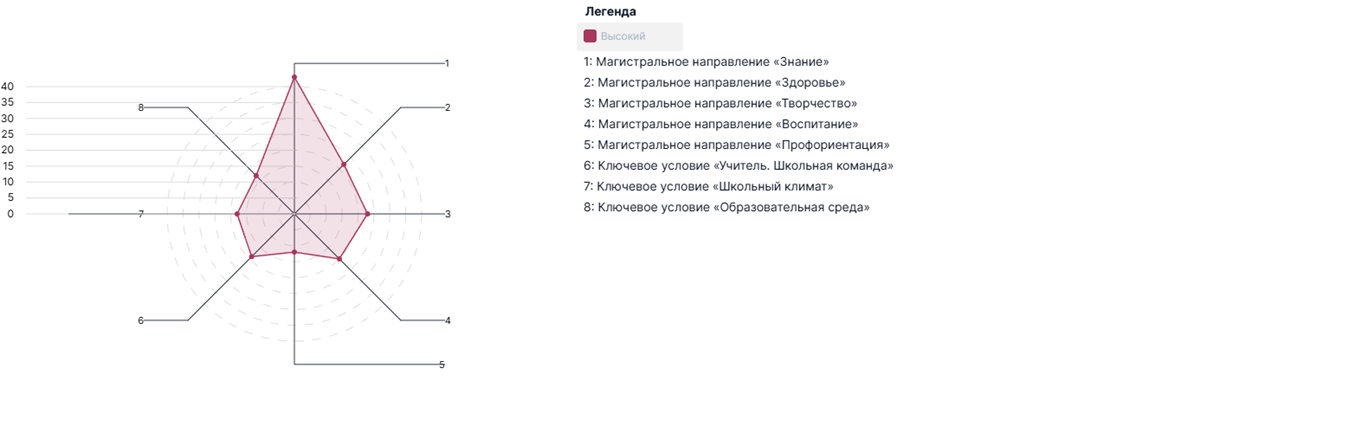 Легенда
Высокий
1: Магистральное направление «Знание»
2: Магистральное направление «Здоровье»
3: Магистральное направление «Творчество»
4: Магистральное направление «Воспитание»
5: Магистральное направление «Профориентация»
6: Ключевое условие «Учитель. Школьная команда»
7: Ключевое условие «Школьный климат»
8: Ключевое условие «Образовательная среда»
40
35
30
25
20
15
10
5
0
1
2
3
4
5
6
7
8